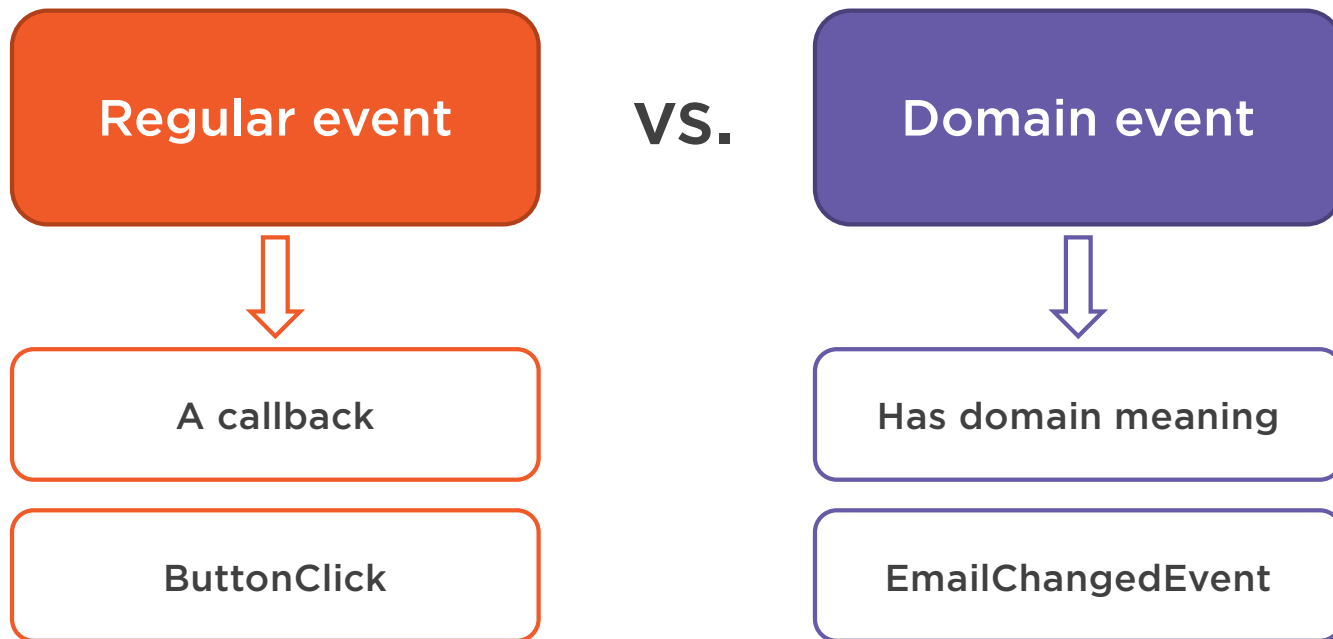 Regular event
vs.
Domain event
A callback
Has domain meaning
ButtonClick
EmailChangedEvent